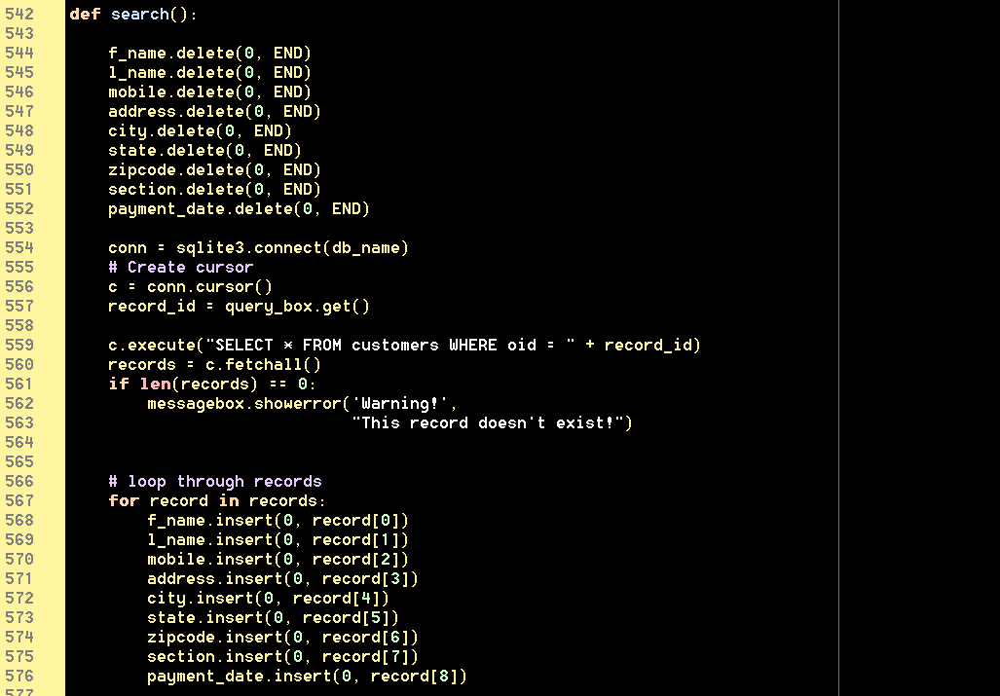 542 def search():
543
544     f_name.delete(0, END)
545     l_name.delete(0, END)
546     mobile.delete(0, END)
547     address.delete(0, END)
548     city.delete(0, END)
549     state.delete(0, END)
550     zipcode.delete(0, END)
551     section.delete(0, END)
552     payment_date.delete(0, END)
553
554     conn = sqlite3.connect(db_name)
555     # Create cursor
556     c = conn.cursor()
557     record_id = query_box.get()
558
559     c.execute("SELECT * FROM customers WHERE oid = " + record_id)
560     records = c.fetchall()
561     if len(records) == 0:
562         messagebox.showerror('Warning!',
563                              "This record doesn't exist!")
564
565
566     # loop through records
567     for record in records:
568         f_name.insert(0, record[0])
569         l_name.insert(0, record[1])
570         mobile.insert(0, record[2])
571         address.insert(0, record[3])
572         city.insert(0, record[4])
573         state.insert(0, record[5])
574         zipcode.insert(0, record[6])
575         section.insert(0, record[7])
576         payment_date.insert(0, record[8])
577